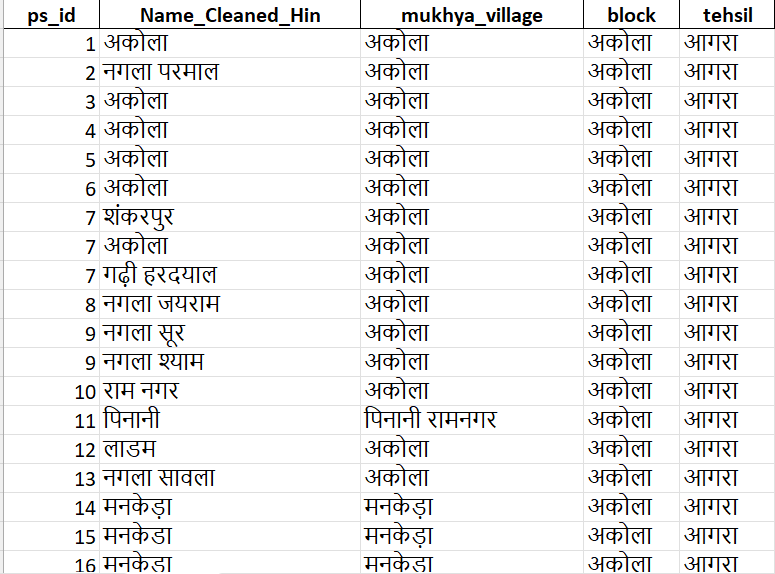 ps_id Name_Cleaned_Hin mukhya_village block tehsil
1 अकोला अकोला अकोला आगरा
2 नगला परमाल अकोला अकोला आगरा
3 अकोला अकोला अकोला आगरा
4 अकोला अकोला अकोला आगरा
5 अकोला अकोला अकोला आगरा
6 अकोला अकोला अकोला आगरा
7 शंकरपुर अकोला अकोला आगरा
7 अकोला अकोला अकोला आगरा
7 गढ़ी हरदयाल अकोला अकोला आगरा
8 नगला जयराम अकोला अकोला आगरा
9 नगला सूर अकोला अकोला आगरा
9 नगला श्याम अकोला अकोला आगरा
10 राम नगर अकोला अकोला आगरा
11 पिनानी पिनानी रामनगर अकोला आगरा
12 लाडम अकोला अकोला आगरा
13 नगला सावला अकोला अकोला आगरा
14 मनकेड़ा मनकेड़ा अकोला आगरा
15 मनकेडा मनकेड़ा अकोला आगरा
16 मनकेडा मनकेडा अकोला आगरा